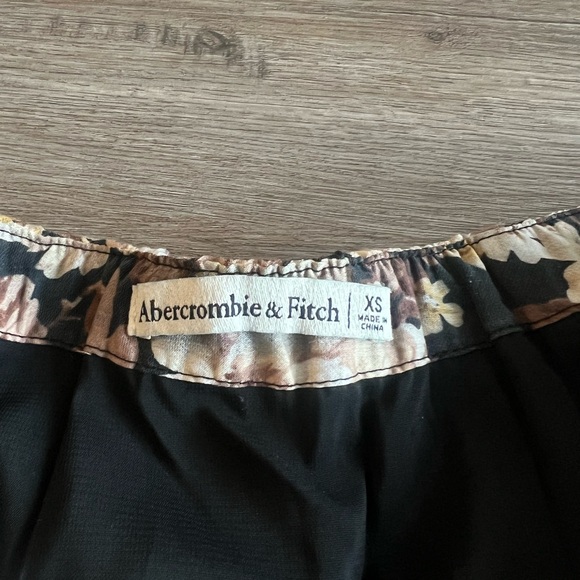 Abercrombie & Fitch | XS
MADE IN
CHINA